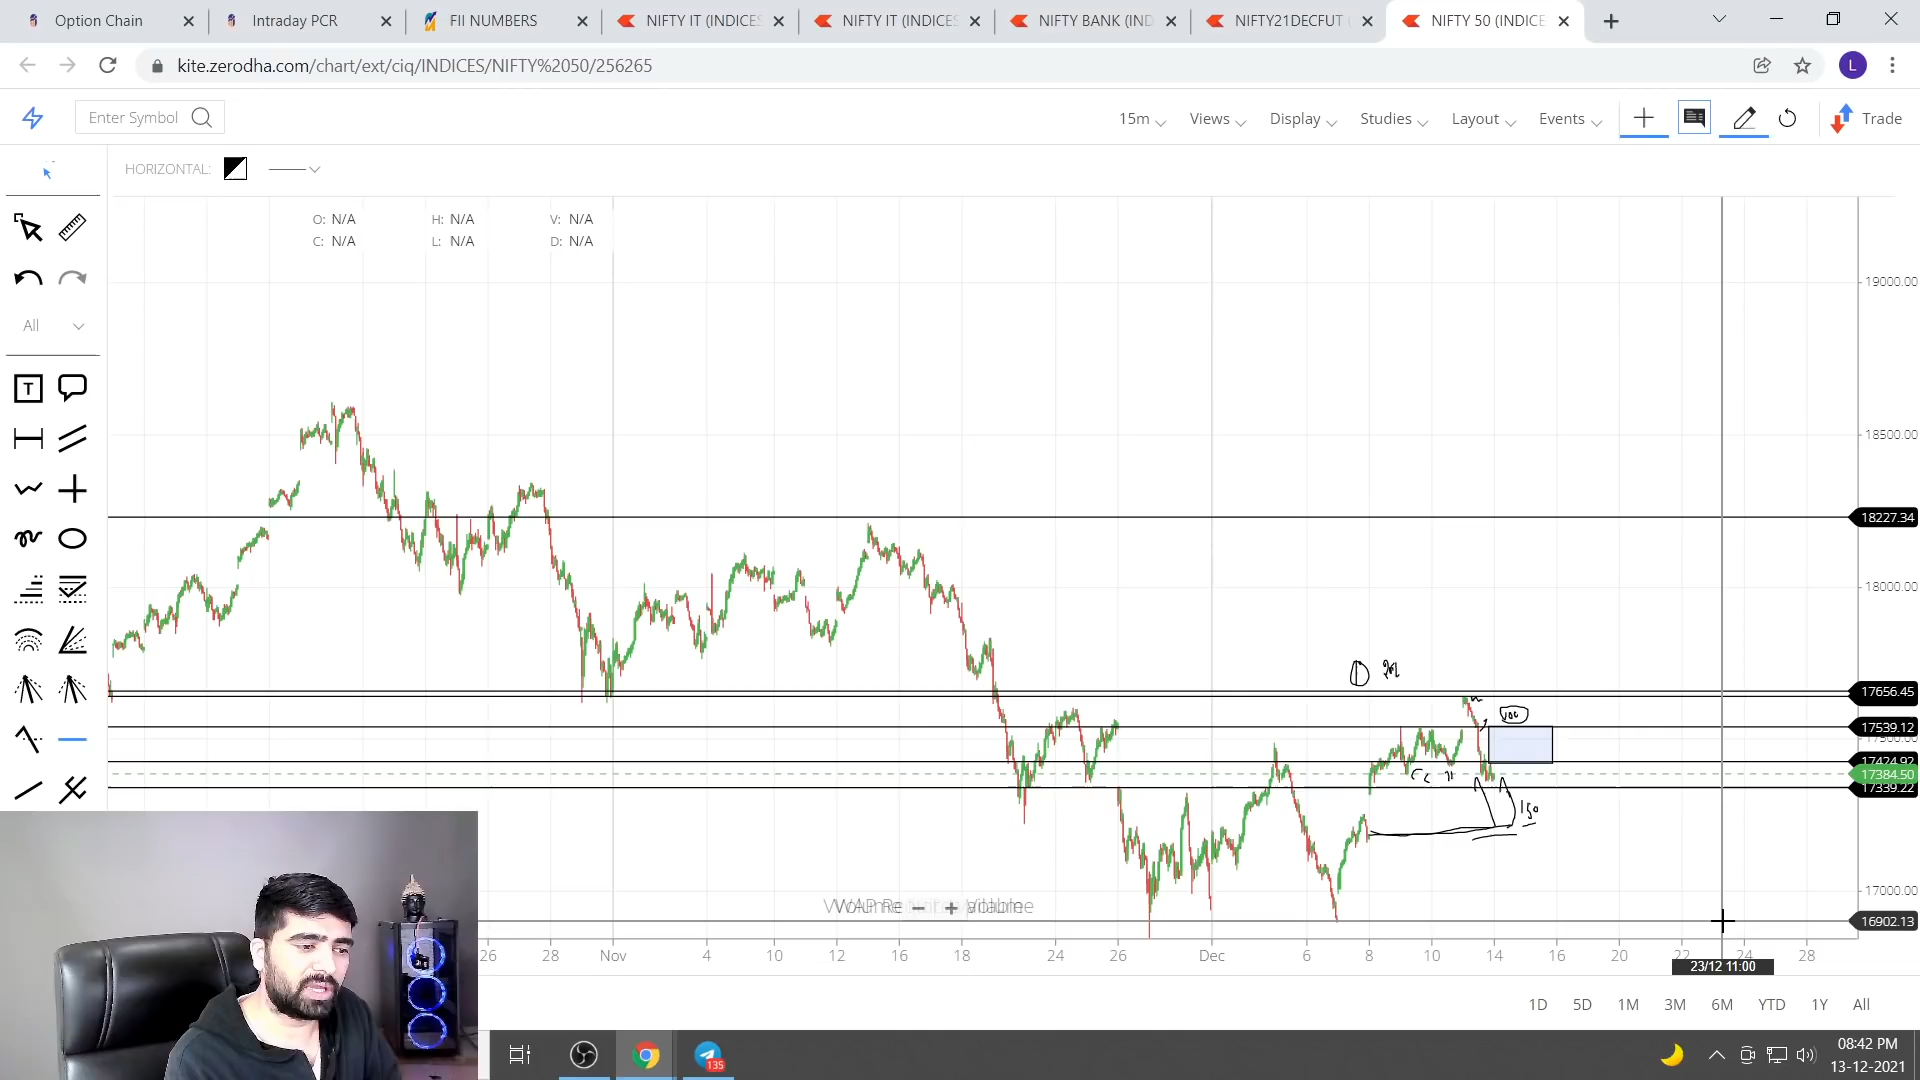 Option Chain
Intraday PCR
FII NUMBERS
NIFTY IT (INDICES
NIFTY IT (INDICES
NIFTY BANK (IND
NIFTY21DECFUT
NIFTY 50 (INDICE
kite.zerodha.com/chart/ext/ciq/INDICES/NIFTY%2050/256265
L
Enter Symbol
15m
Views
Display
Studies
Layout
Events
Trade
HORIZONTAL:
O: N/A H: N/A V: N/A
C: N/A L: N/A D: N/A
All
T
19000.00
18500.00
18227.34
18000.00
17656.45
17539.12
17424.92
17384.50
17339.22
17000.00
16902.13
150
26 28 Nov 4 10 12 16 18 24 26 Dec 6 8 10 14 16 20 22 24 28
23/12 11:00
1D 5D 1M 3M 6M YTD 1Y All
135
08:42 PM
13-12-2021